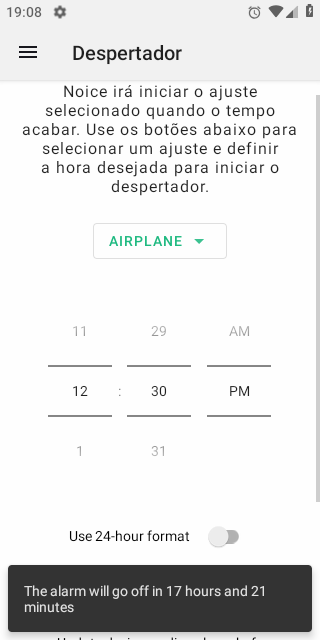 19:08
Despertador
Noice irá iniciar o ajuste
selecionado quando o tempo
acabar. Use os botões abaixo para
selecionar um ajuste e definir
a hora desejada para iniciar o
despertador.
AIRPLANE
11 29 AM
12 : 30 PM
1 31
Use 24-hour format
The alarm will go off in 17 hours and 21
minutes